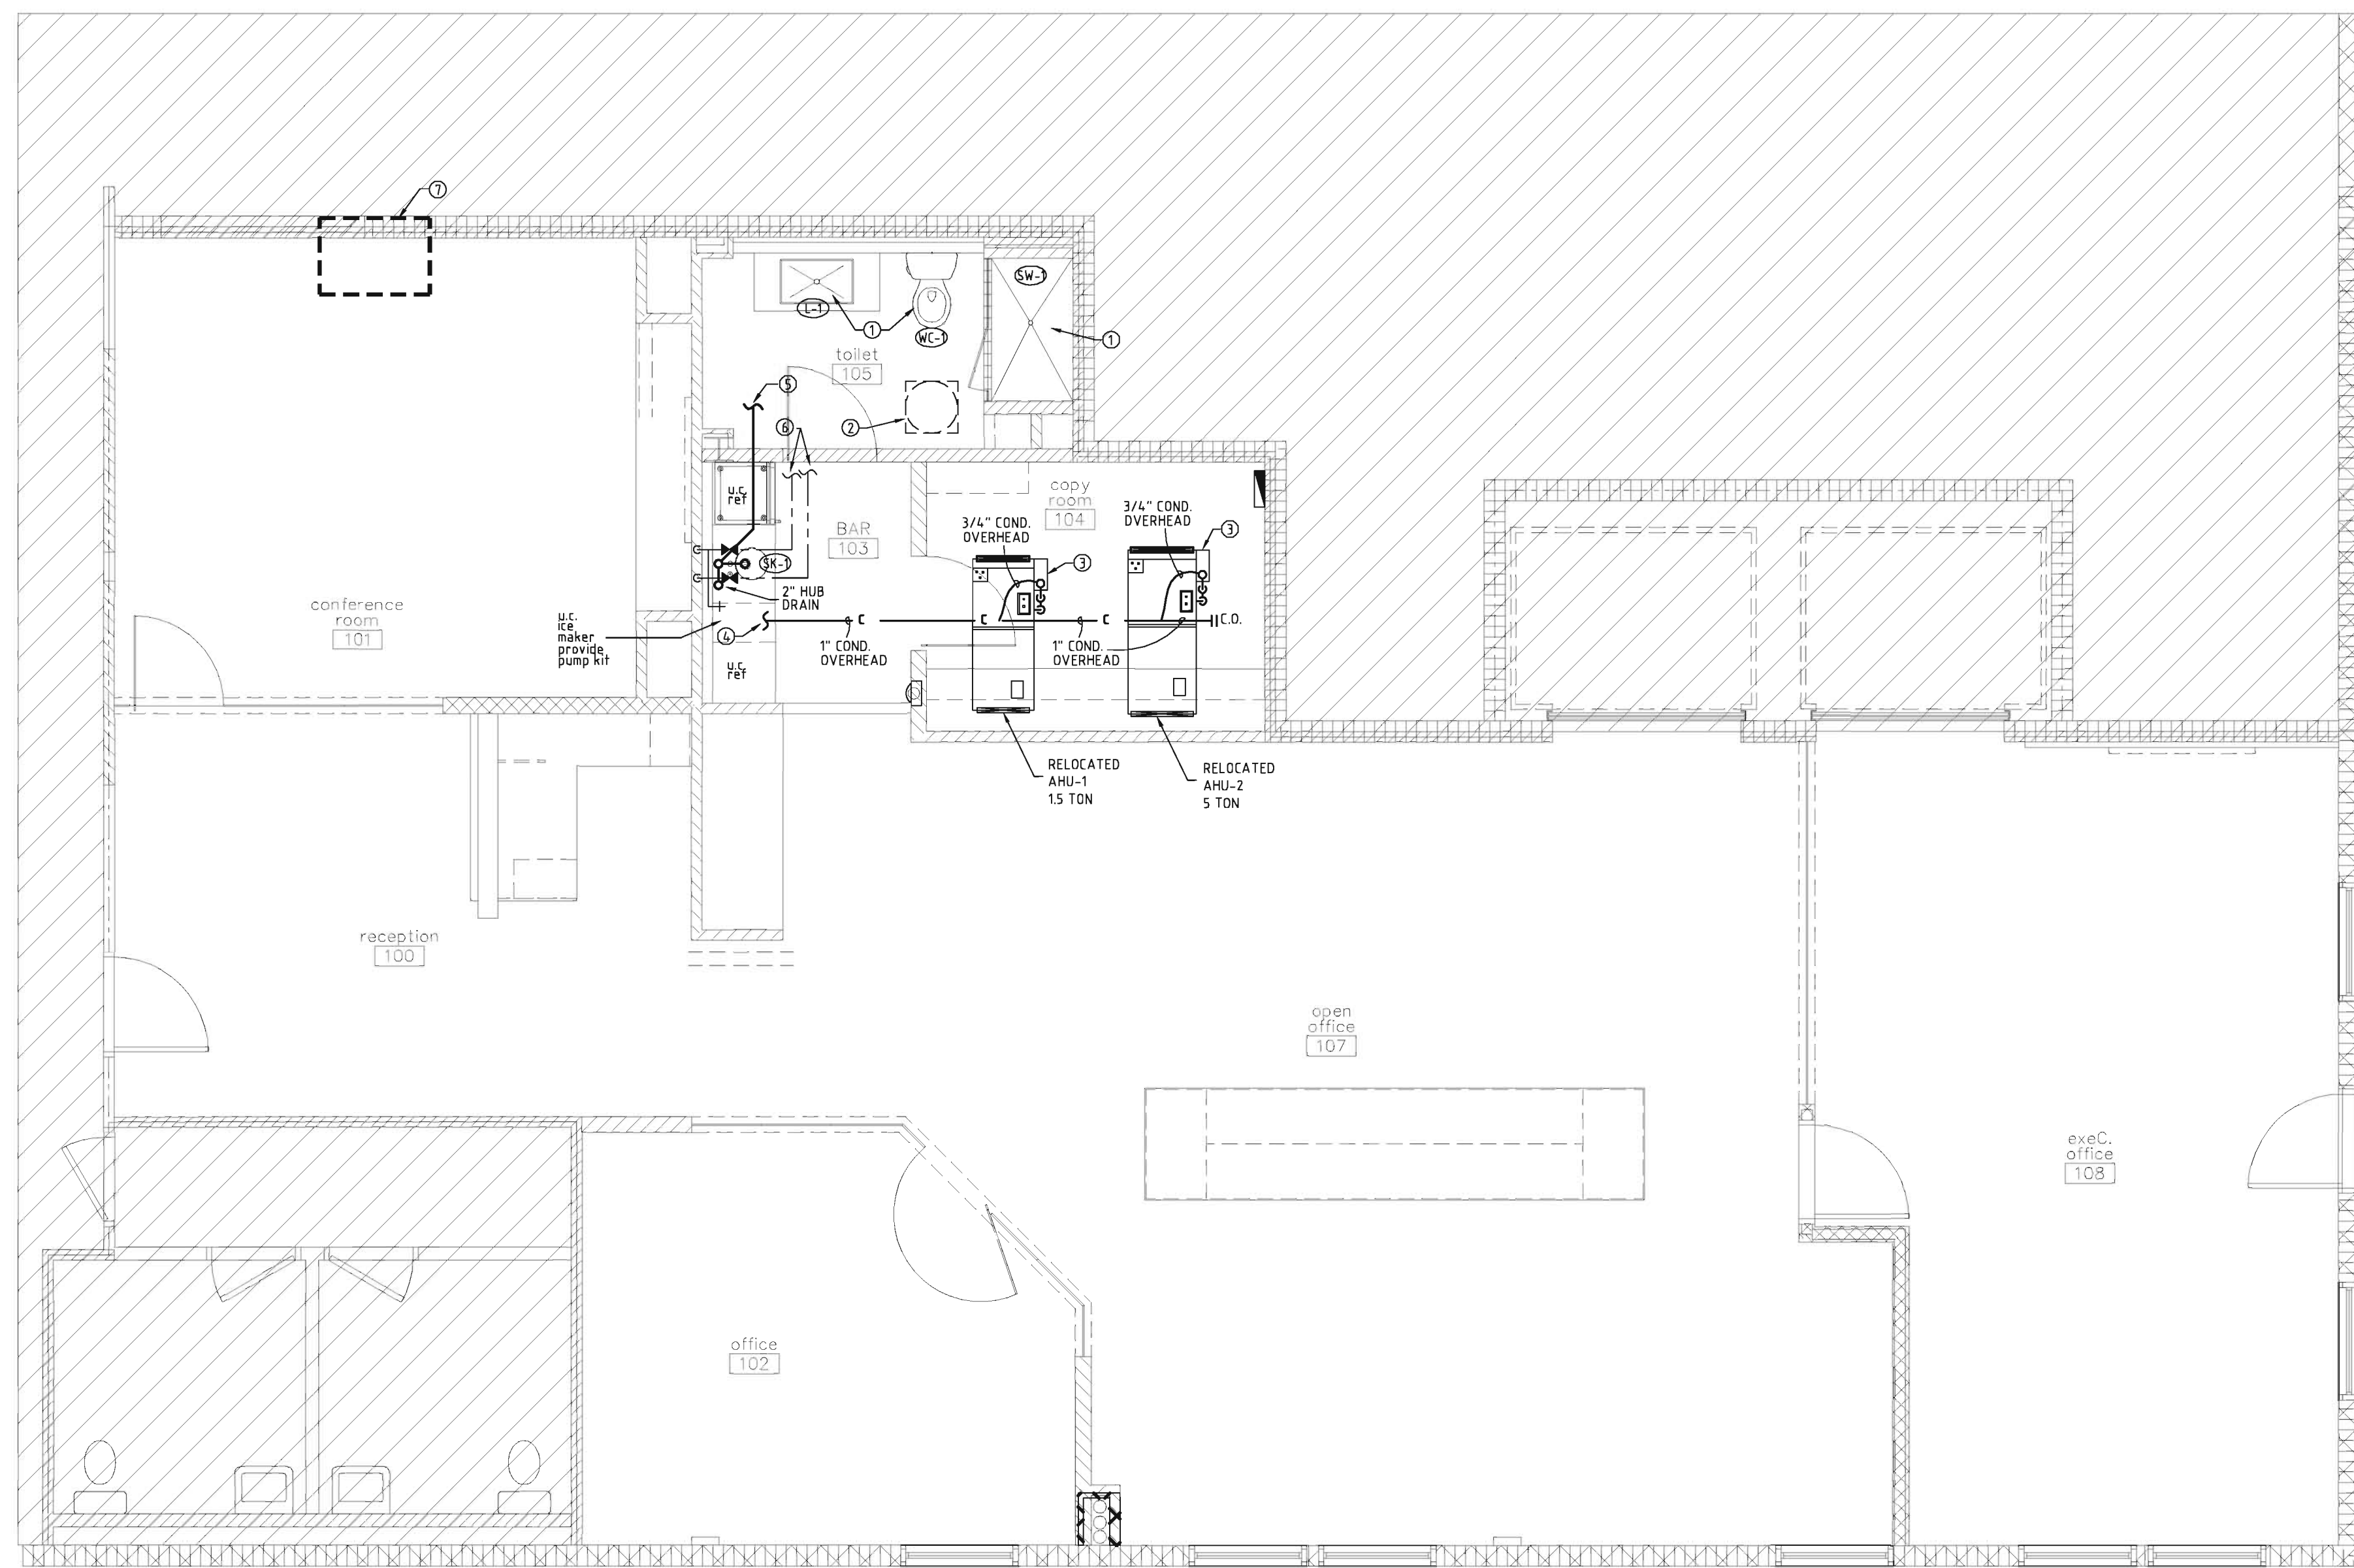 7
SW-1
L-1
1
WC-1
1
toilet
105
5
6
2
u.c.
ref
BAR
103
copy
room
104
3/4" COND.
OVERHEAD
3/4" COND.
OVERHEAD
3
3
SK-1
2" HUB
DRAIN
conference
room
101
u.c.
ice
maker
provide
pump kit
4
C
C
C
C.O.
1" COND.
OVERHEAD
1" COND.
OVERHEAD
u.c.
ref
RELOCATED
AHU-1
1.5 TON
RELOCATED
AHU-2
5 TON
reception
100
open
office
107
exeC.
office
108
office
102